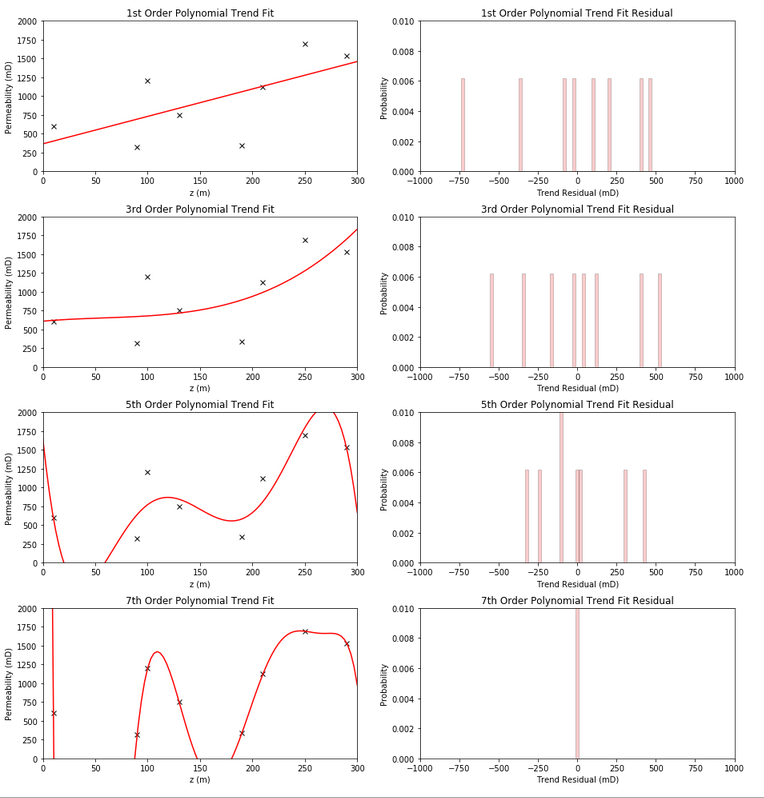 1st Order Polynomial Trend Fit
2000
1750
1500
1250
1000
750
500
250
0
Permeability (mD)
0 50 100 150 200 250 300
z (m)
1st Order Polynomial Trend Fit Residual
0.010
0.008
0.006
0.004
0.002
0.000
Probability
−1000 −750 −500 −250 0 250 500 750 1000
Trend Residual (mD)
3rd Order Polynomial Trend Fit
2000
1750
1500
1250
1000
750
500
250
0
Permeability (mD)
0 50 100 150 200 250 300
z (m)
3rd Order Polynomial Trend Fit Residual
0.010
0.008
0.006
0.004
0.002
0.000
Probability
−1000 −750 −500 −250 0 250 500 750 1000
Trend Residual (mD)
5th Order Polynomial Trend Fit
2000
1750
1500
1250
1000
750
500
250
0
Permeability (mD)
0 50 100 150 200 250 300
z (m)
5th Order Polynomial Trend Fit Residual
0.010
0.008
0.006
0.004
0.002
0.000
Probability
−1000 −750 −500 −250 0 250 500 750 1000
Trend Residual (mD)
7th Order Polynomial Trend Fit
2000
1750
1500
1250
1000
750
500
250
0
Permeability (mD)
0 50 100 150 200 250 300
z (m)
7th Order Polynomial Trend Fit Residual
0.010
0.008
0.006
0.004
0.002
0.000
Probability
−1000 −750 −500 −250 0 250 500 750 1000
Trend Residual (mD)